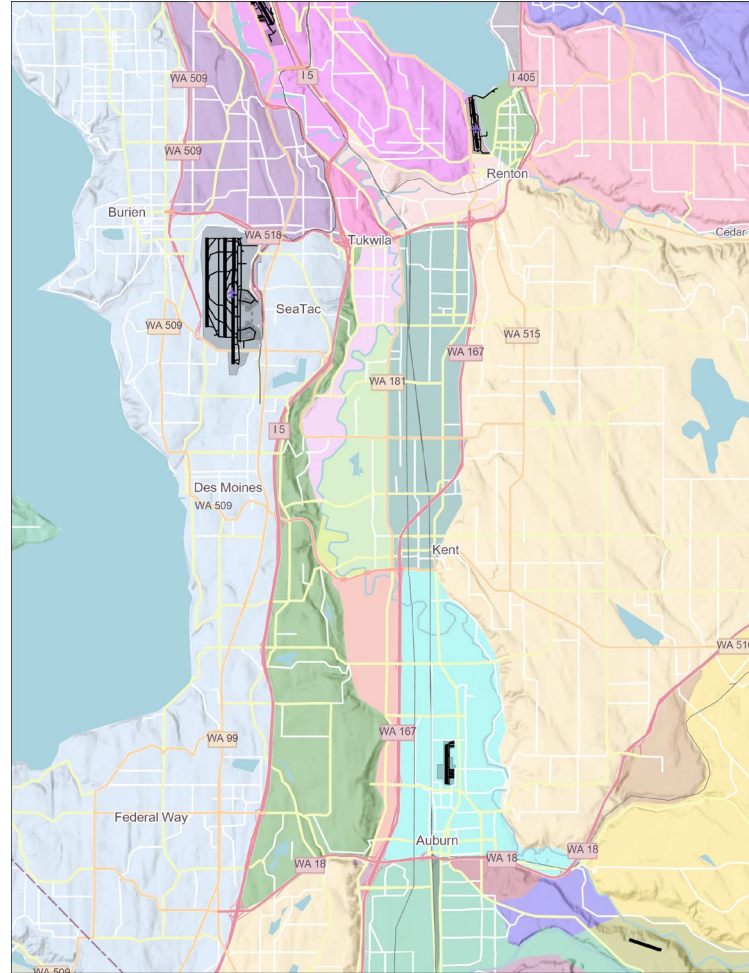 WA 509
I 5
I 405
WA 509
Renton
Burien
WA 518
Tukwila
Cedar
SeaTac
WA 509
WA 515
WA 167
WA 181
I 5
Des Moines
WA 509
Kent
WA 516
WA 167
WA 99
Federal Way
Auburn
WA 18
WA 18
WA 18
WA 509